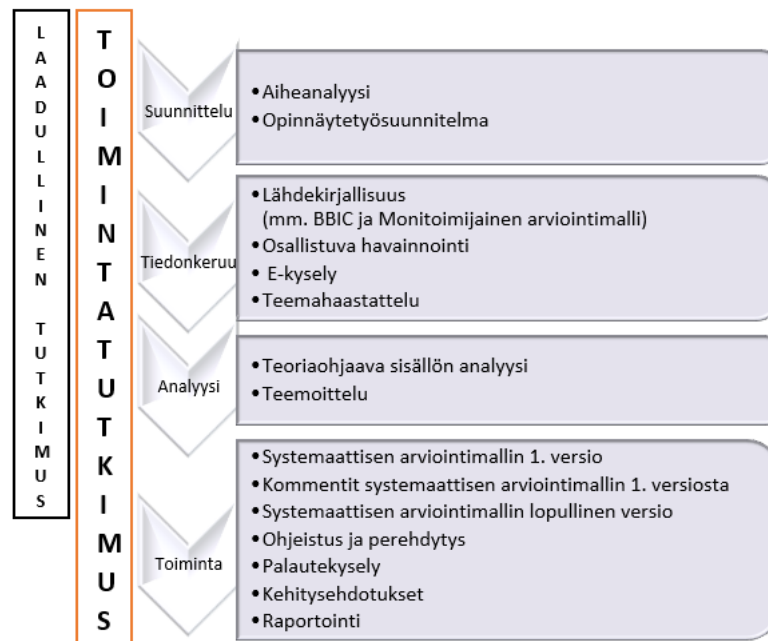 LAADULLLINEN TUTKIMUS
TOIMINTATUTKIMUS
Suunnittelu
•Aiheanalyysi
•Opinnäytetyösuunnitelma
Tiedonkeruu
•Lähdekirjallisuus
(mm. BBIC ja Monitoimijainen arviointimalli)
•Osallistuva havainnointi
• E-kysely
•Teemahaastattelu
Analyysi
•Teoriaohjaava sisällön analyysi
•Teemoittelu
Toiminta
•Systemaattisen arviointimallin 1. versio
•Kommentit systemaattisen arviointimallin 1. versiosta
•Systemaattisen arviointimallin lopullinen versio
•Ohjeistus ja perehdytys
•Palautekysely
•Kehitysehdotukset
•Raportointi